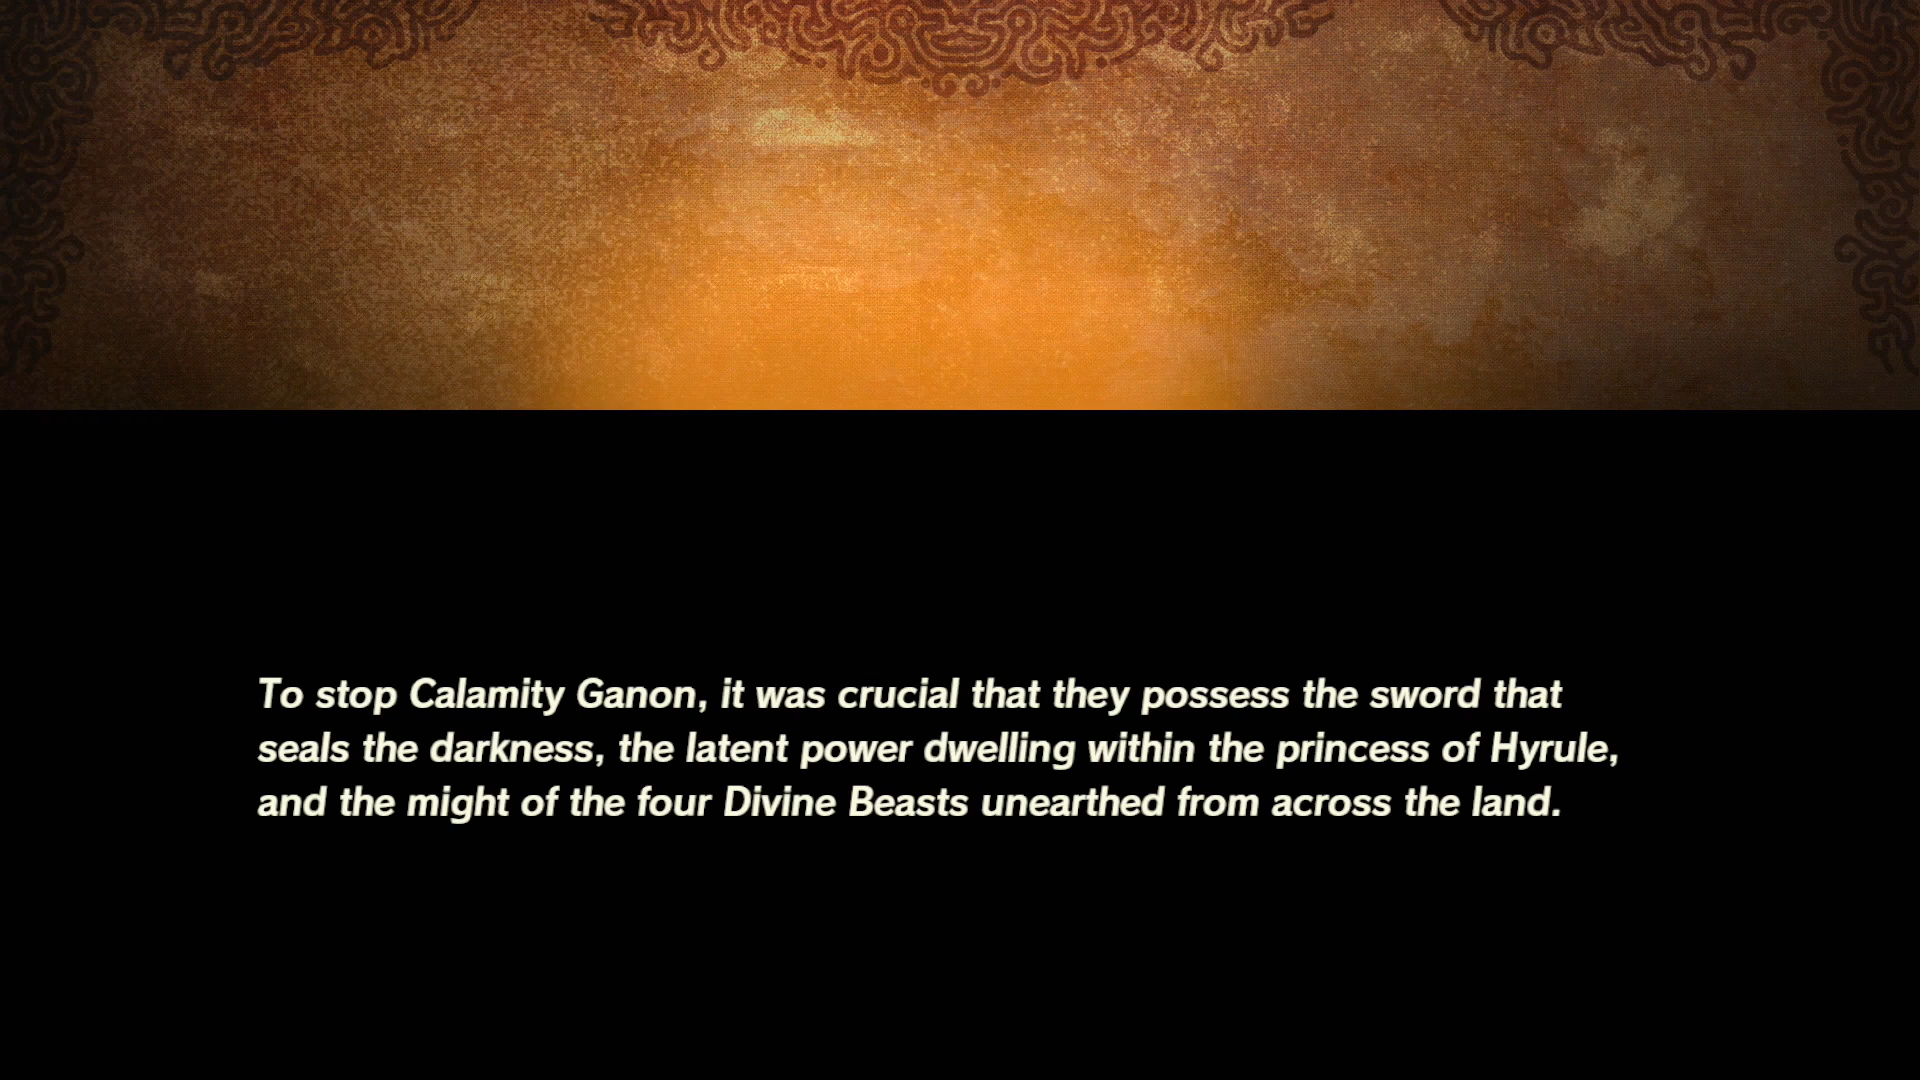 To stop Calamity Ganon, it was crucial that they possess the sword that
seals the darkness, the latent power dwelling within the princess of Hyrule,
and the might of the four Divine Beasts unearthed from across the land.